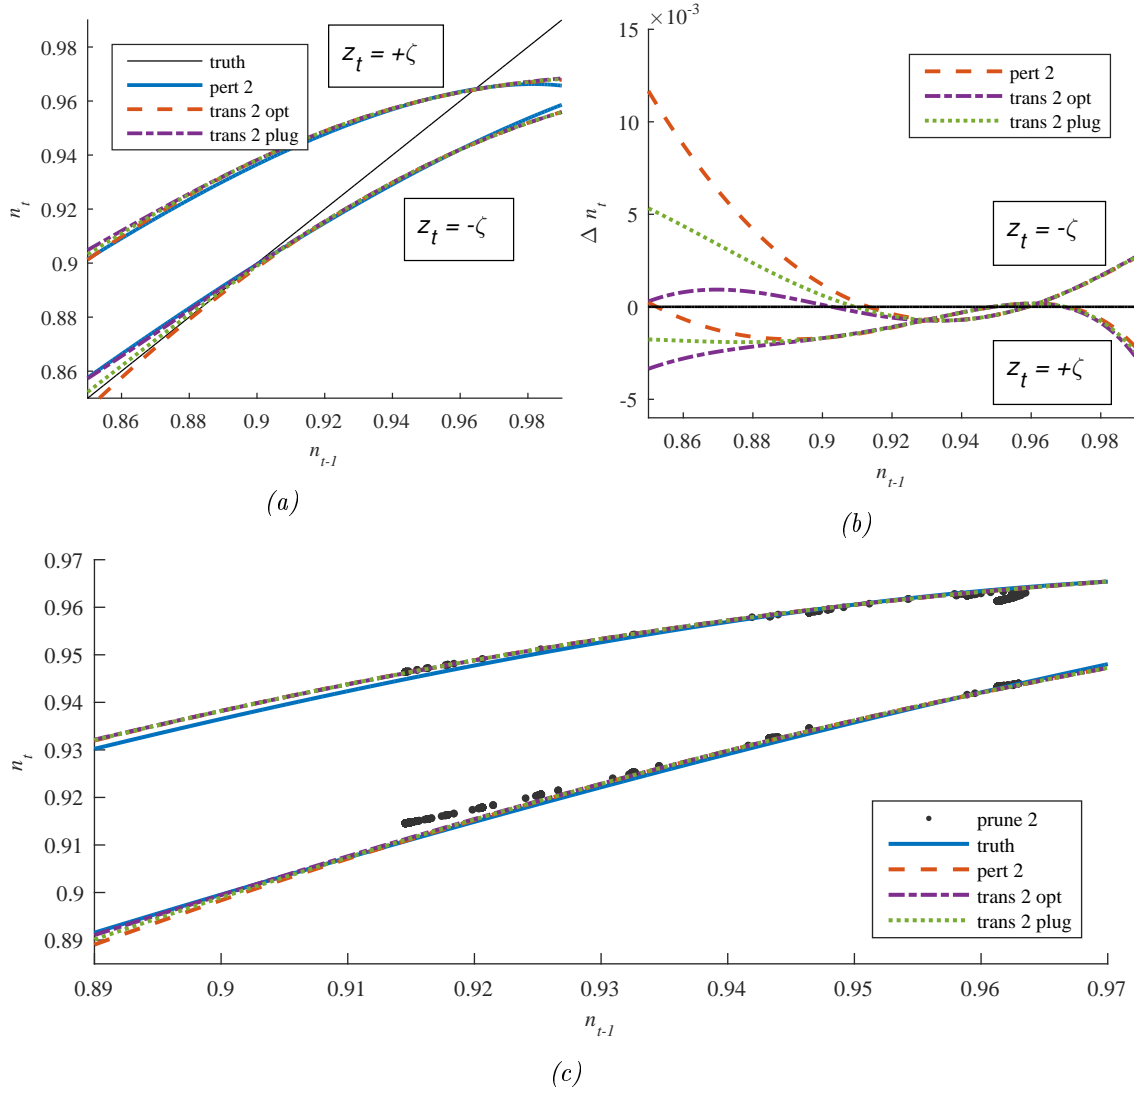 0.98
0.96
0.94
0.92
0.9
0.88
0.86
n_t
truth
pert 2
trans 2 opt
trans 2 plug
z_t = +ζ
z_t = -ζ
0.86 0.88 0.9 0.92 0.94 0.96 0.98
n_{t-1}
(a)
×10^{-3}
15
10
5
0
-5
Δ n_t
pert 2
trans 2 opt
trans 2 plug
z_t = -ζ
z_t = +ζ
0.86 0.88 0.9 0.92 0.94 0.96 0.98
n_{t-1}
(b)
0.97
0.96
0.95
0.94
0.93
0.92
0.91
0.9
0.89
n_t
prune 2
truth
pert 2
trans 2 opt
trans 2 plug
0.89 0.9 0.91 0.92 0.93 0.94 0.95 0.96 0.97
n_{t-1}
(c)